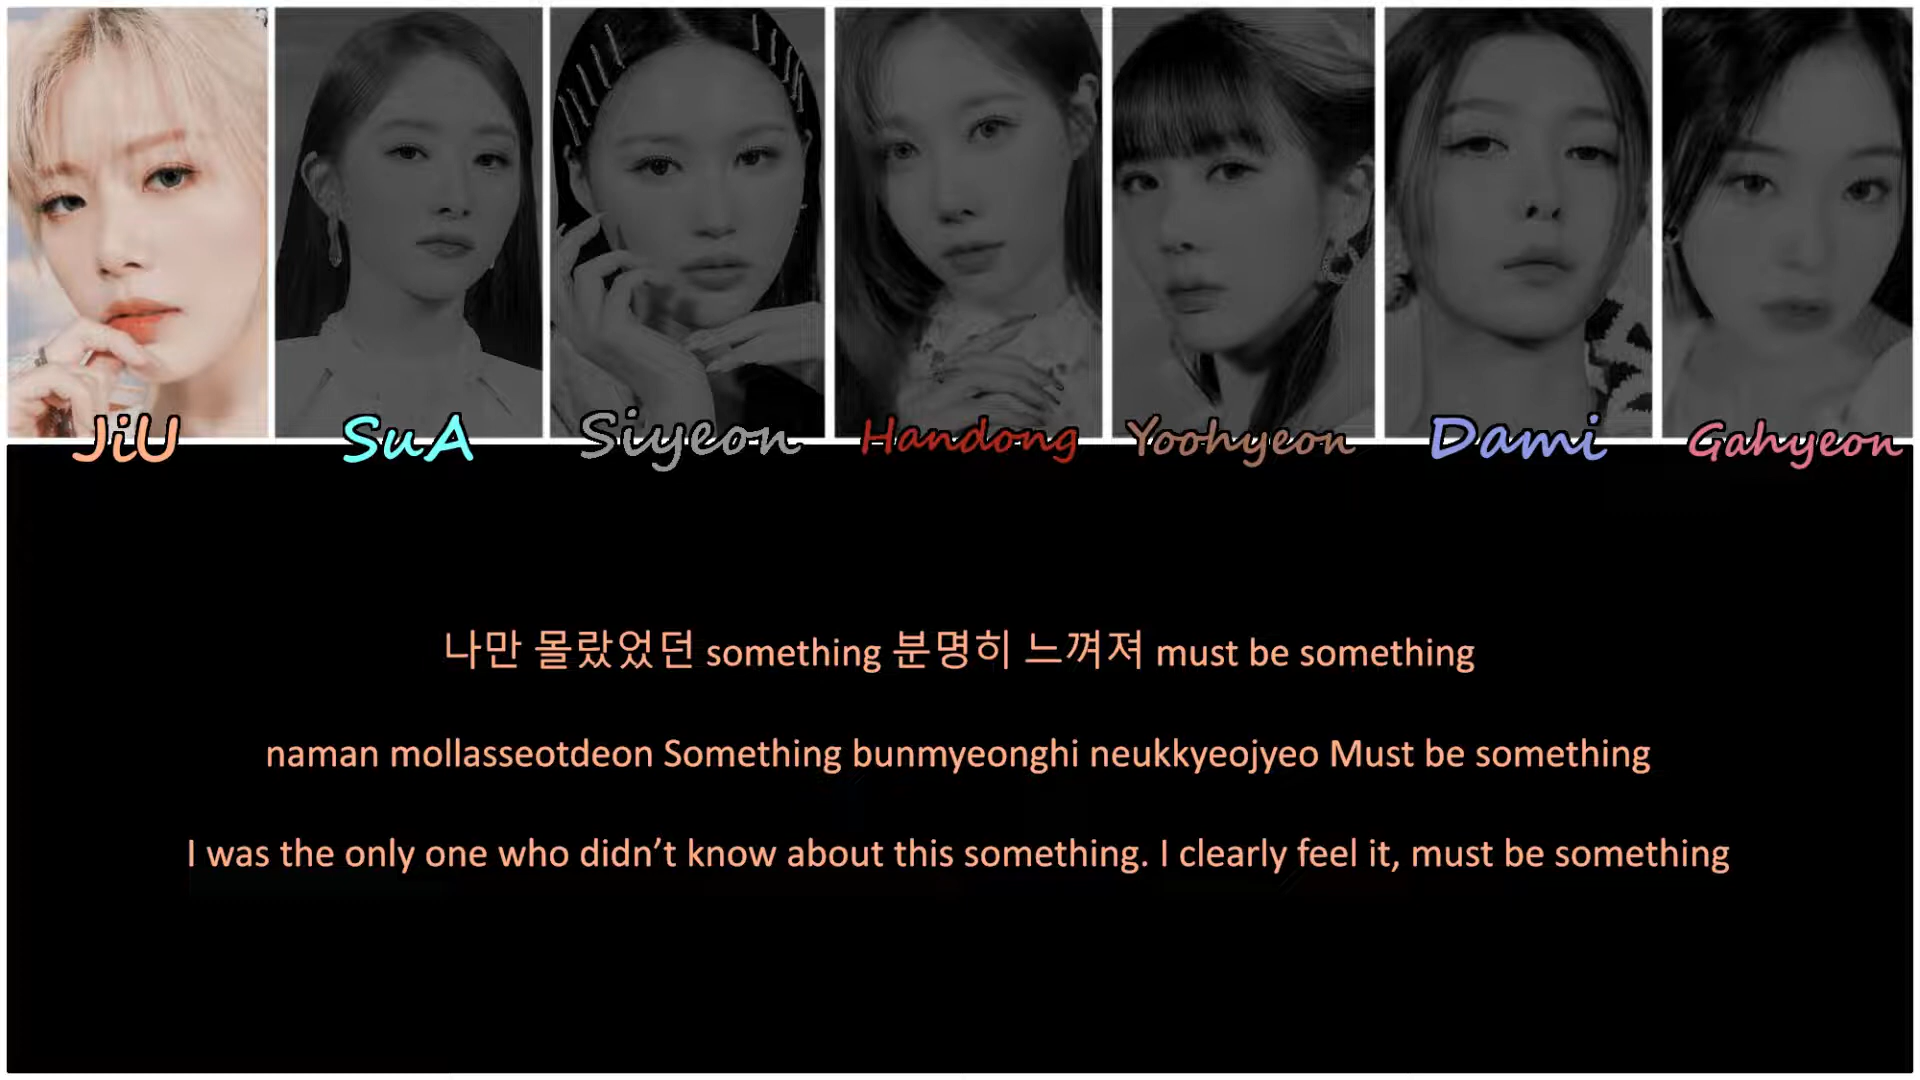 JiU SuA Siyeon Handong Yoohyeon Dami Gahyeon
나만 몰랐었던 something 분명히 느껴져 must be something
naman mollasseotdeon Something bunmyeonghi neukkyeojyeo Must be something
I was the only one who didn’t know about this something. I clearly feel it, must be something